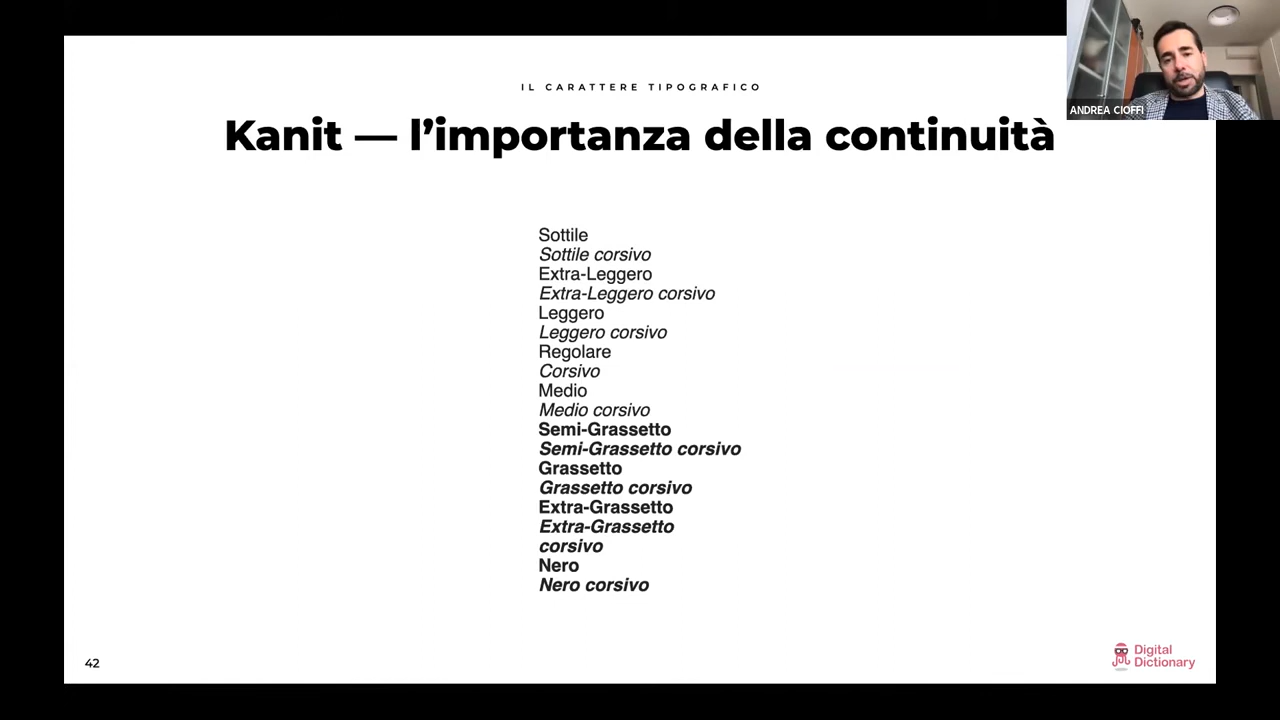 ANDREA CIOFFI
IL CARATTERE TIPOGRAFICO
Kanit — l’importanza della continuità
Sottile
Sottile corsivo
Extra-Leggero
Extra-Leggero corsivo
Leggero
Leggero corsivo
Regolare
Corsivo
Medio
Medio corsivo
Semi-Grassetto
Semi-Grassetto corsivo
Grassetto
Grassetto corsivo
Extra-Grassetto
Extra-Grassetto
corsivo
Nero
Nero corsivo
42
Digital
Dictionary